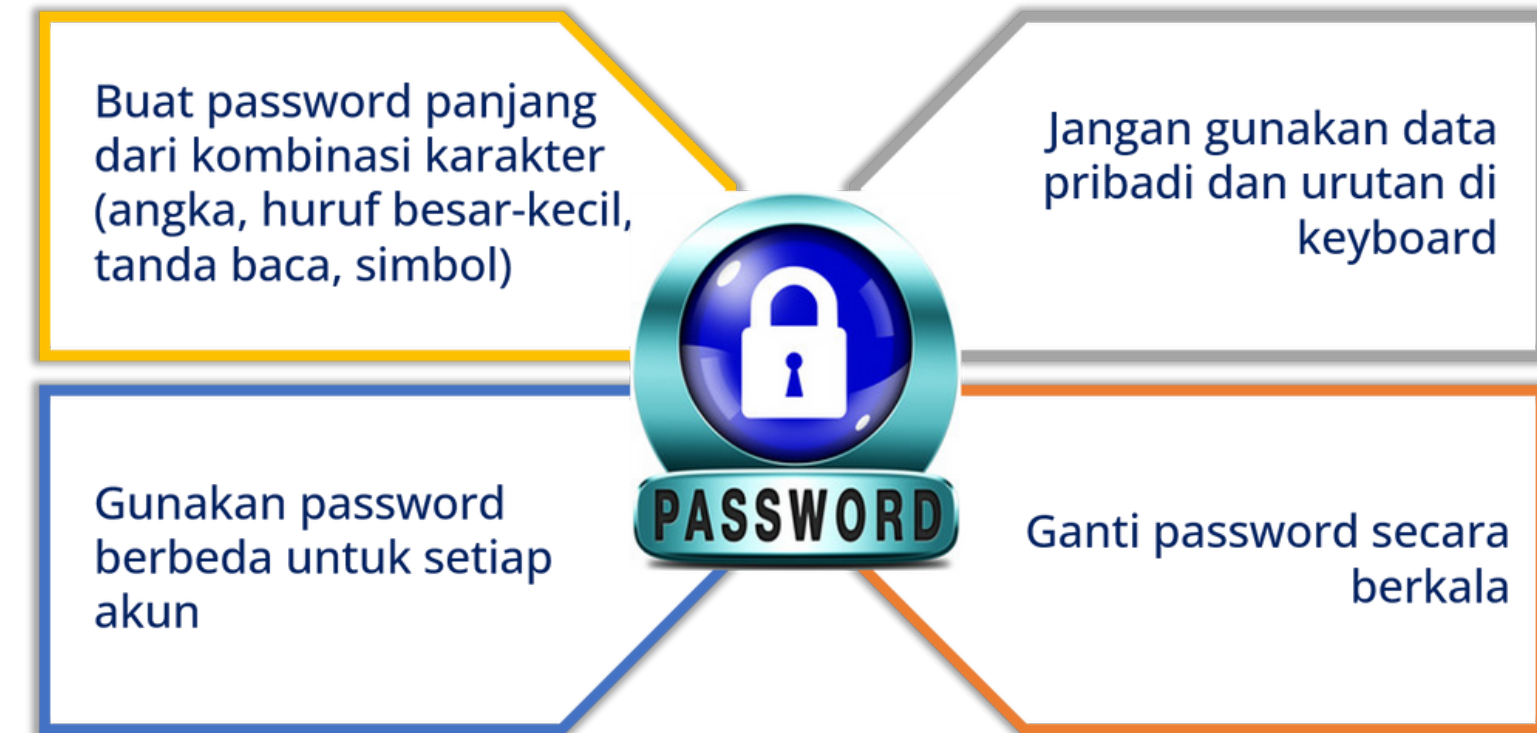 Buat password panjang
dari kombinasi karakter
(angka, huruf besar-kecil,
tanda baca, simbol)
Jangan gunakan data
pribadi dan urutan di
keyboard
PASSWORD
Gunakan password
berbeda untuk setiap
akun
Ganti password secara
berkala